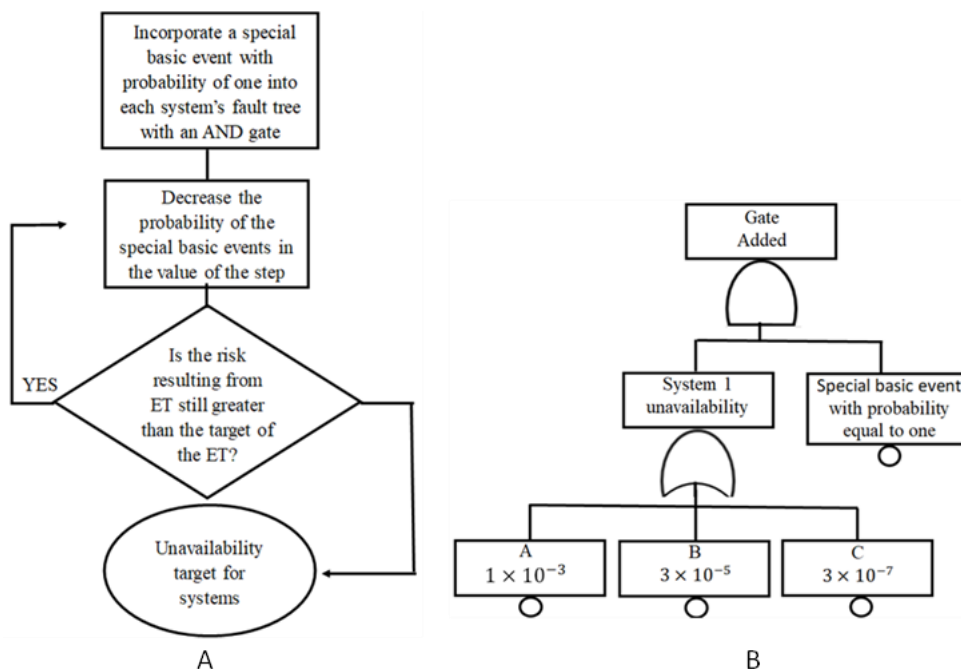 Incorporate a special
basic event with
probability of one into
each system's fault tree
with an AND gate
Decrease the
probability of the
special basic events in
the value of the step
Is the risk
resulting from
ET still greater
than the target of
the ET?
YES
Unavailability
target for
systems
A
Gate
Added
System 1
unavailability
Special basic event
with probability
equal to one
A
1 × 10⁻³
B
3 × 10⁻⁵
C
3 × 10⁻⁷
B